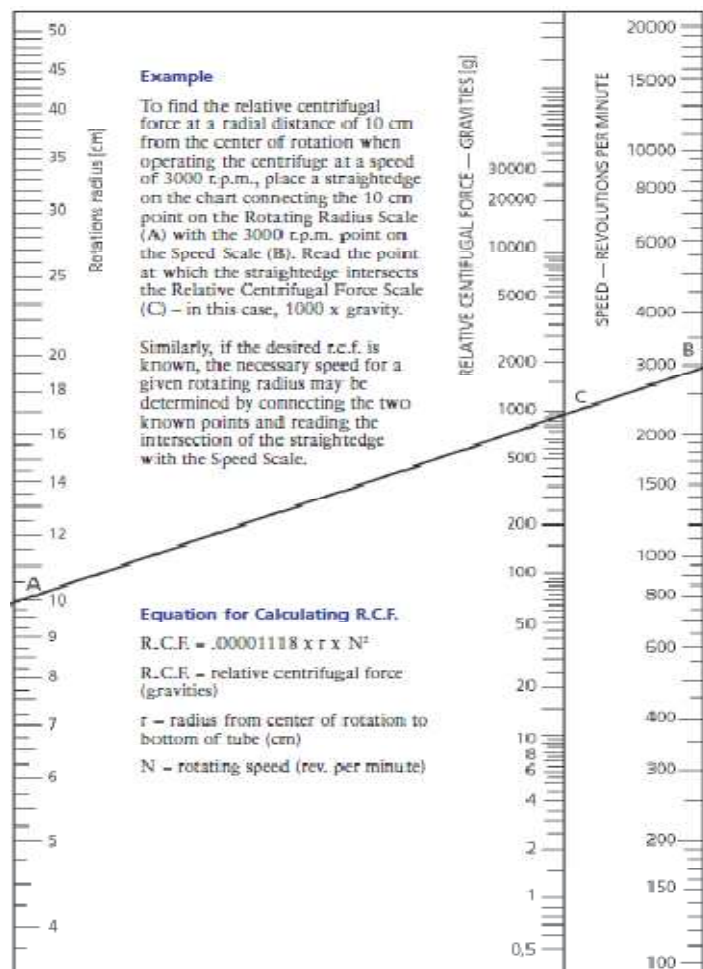 50
45
40
35
30
25
20
18
16
14
12
10
9
8
7
6
5
4
Rotations radius [cm]
A
Example
To find the relative centrifugal
force at a radial distance of 10 cm
from the center of rotation when
operating the centrifuge at a speed
of 3000 r.p.m., place a straightedge
on the chart connecting the 10 cm
point on the Rotating Radius Scale
(A) with the 3000 r.p.m. point on
the Speed Scale (B). Read the point
at which the straightedge intersects
the Relative Centrifugal Force Scale
(C) – in this case, 1000 x gravity.
Similarly, if the desired r.c.f. is
known, the necessary speed for a
given rotating radius may be
determined by connecting the two
known points and reading the
intersection of the straightedge
with the Speed Scale.
Equation for Calculating R.C.F.
R.C.F. = .00001118 x r x N²
R.C.F. – relative centrifugal force
(gravities)
r – radius from center of rotation to
bottom of tube (cm)
N – rotating speed (rev. per minute)
RELATIVE CENTRIFUGAL FORCE — GRAVITIES [g]
30000
20000
10000
5000
2000
1000
500
200
100
50
20
10
8
6
4
2
1
0,5
C
SPEED — REVOLUTIONS PER MINUTE
20000
15000
10000
8000
6000
4000
B
3000
2000
1500
1000
800
600
400
300
200
150
100